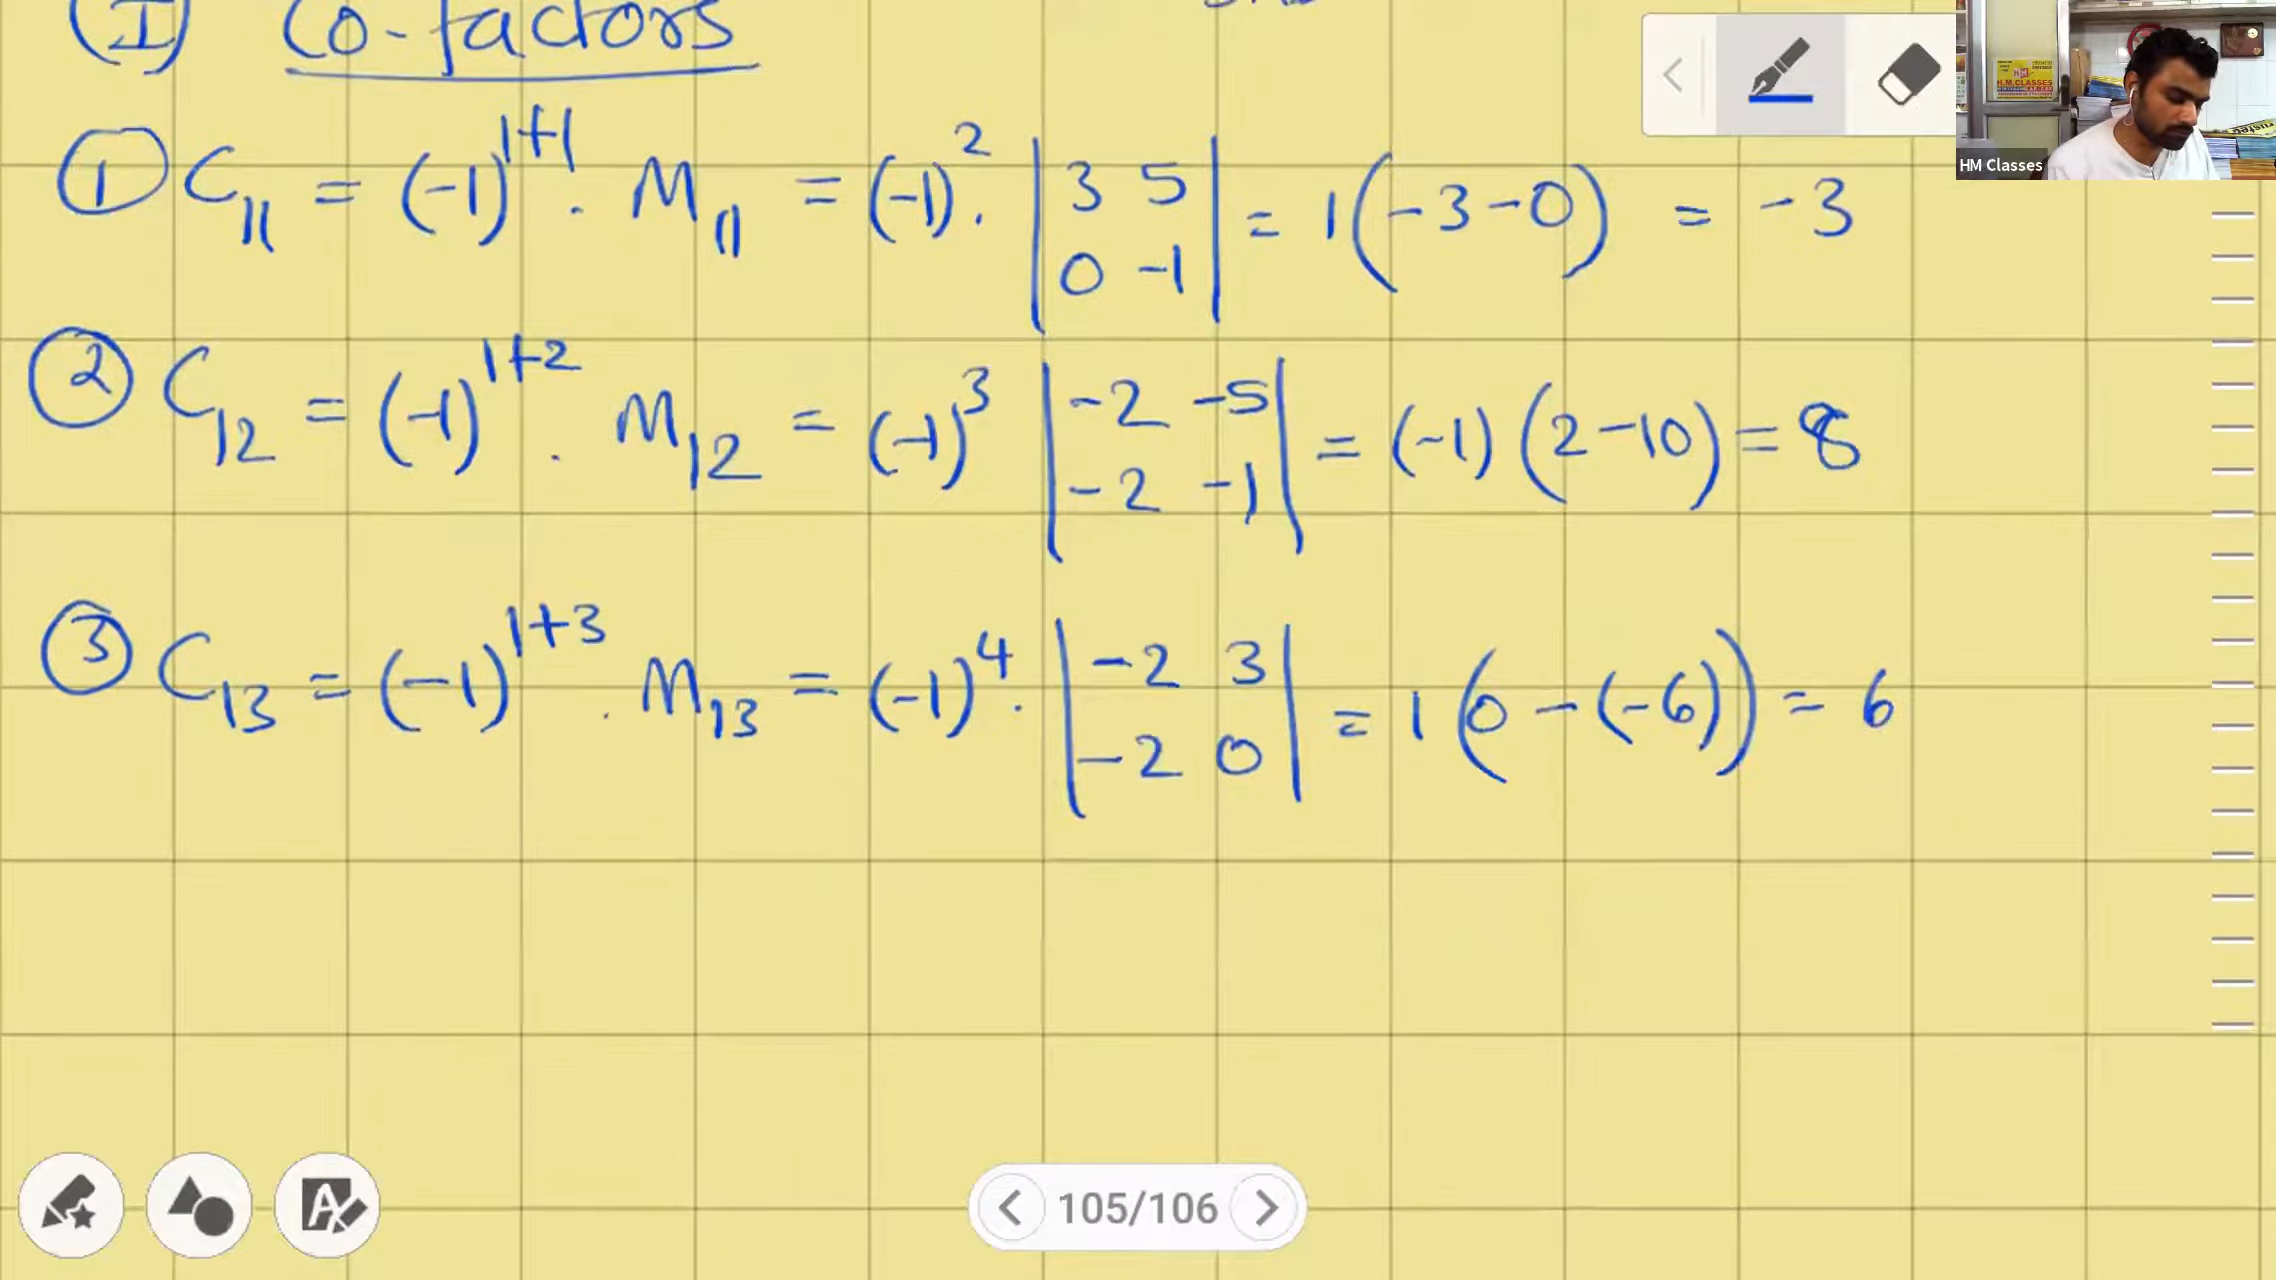 (I) Co-factors
① C₁₁ = (-1)¹⁺¹ . M₁₁ = (-1)² . | 3 5 ; 0 -1 | = 1(-3-0) = -3
② C₁₂ = (-1)¹⁺² . M₁₂ = (-1)³ | -2 -5 ; -2 -1 | = (-1)(2-10) = 8
③ C₁₃ = (-1)¹⁺³ . M₁₃ = (-1)⁴ . | -2 3 ; -2 0 | = 1(0-(-6)) = 6
HM
H.M.CLASSES
HM Classes
A
105/106